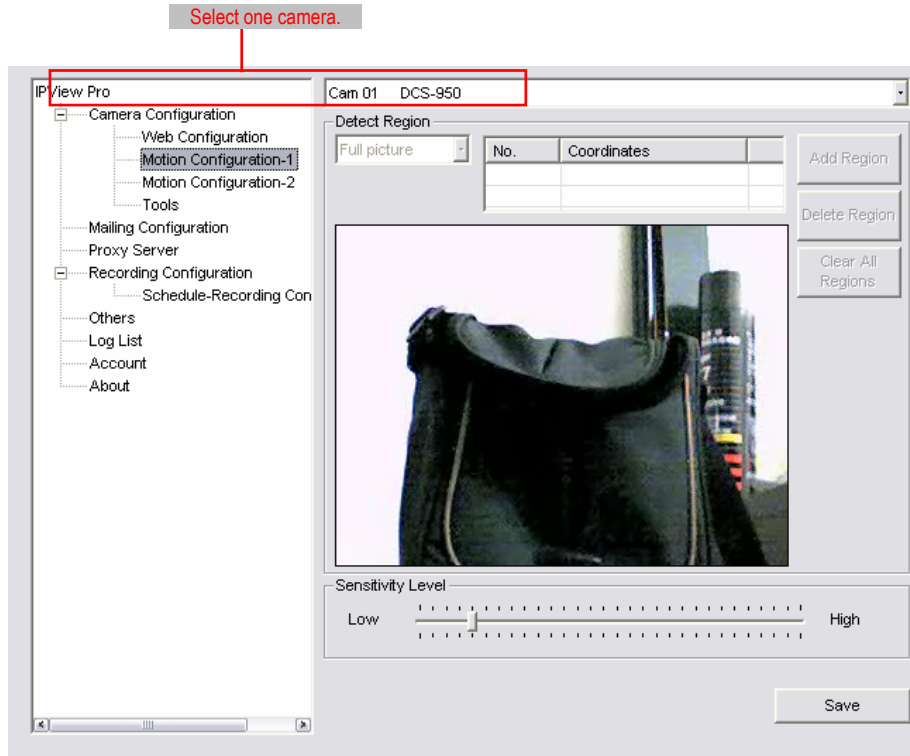 Select one camera.
IPView Pro
Camera Configuration
Web Configuration
Motion Configuration-1
Motion Configuration-2
Tools
Mailing Configuration
Proxy Server
Recording Configuration
Schedule-Recording Con
Others
Log List
Account
About
Cam 01 DCS-950
Detect Region
Full picture
No. Coordinates
Add Region
Delete Region
Clear All
Regions
Sensitivity Level
Low High
Save